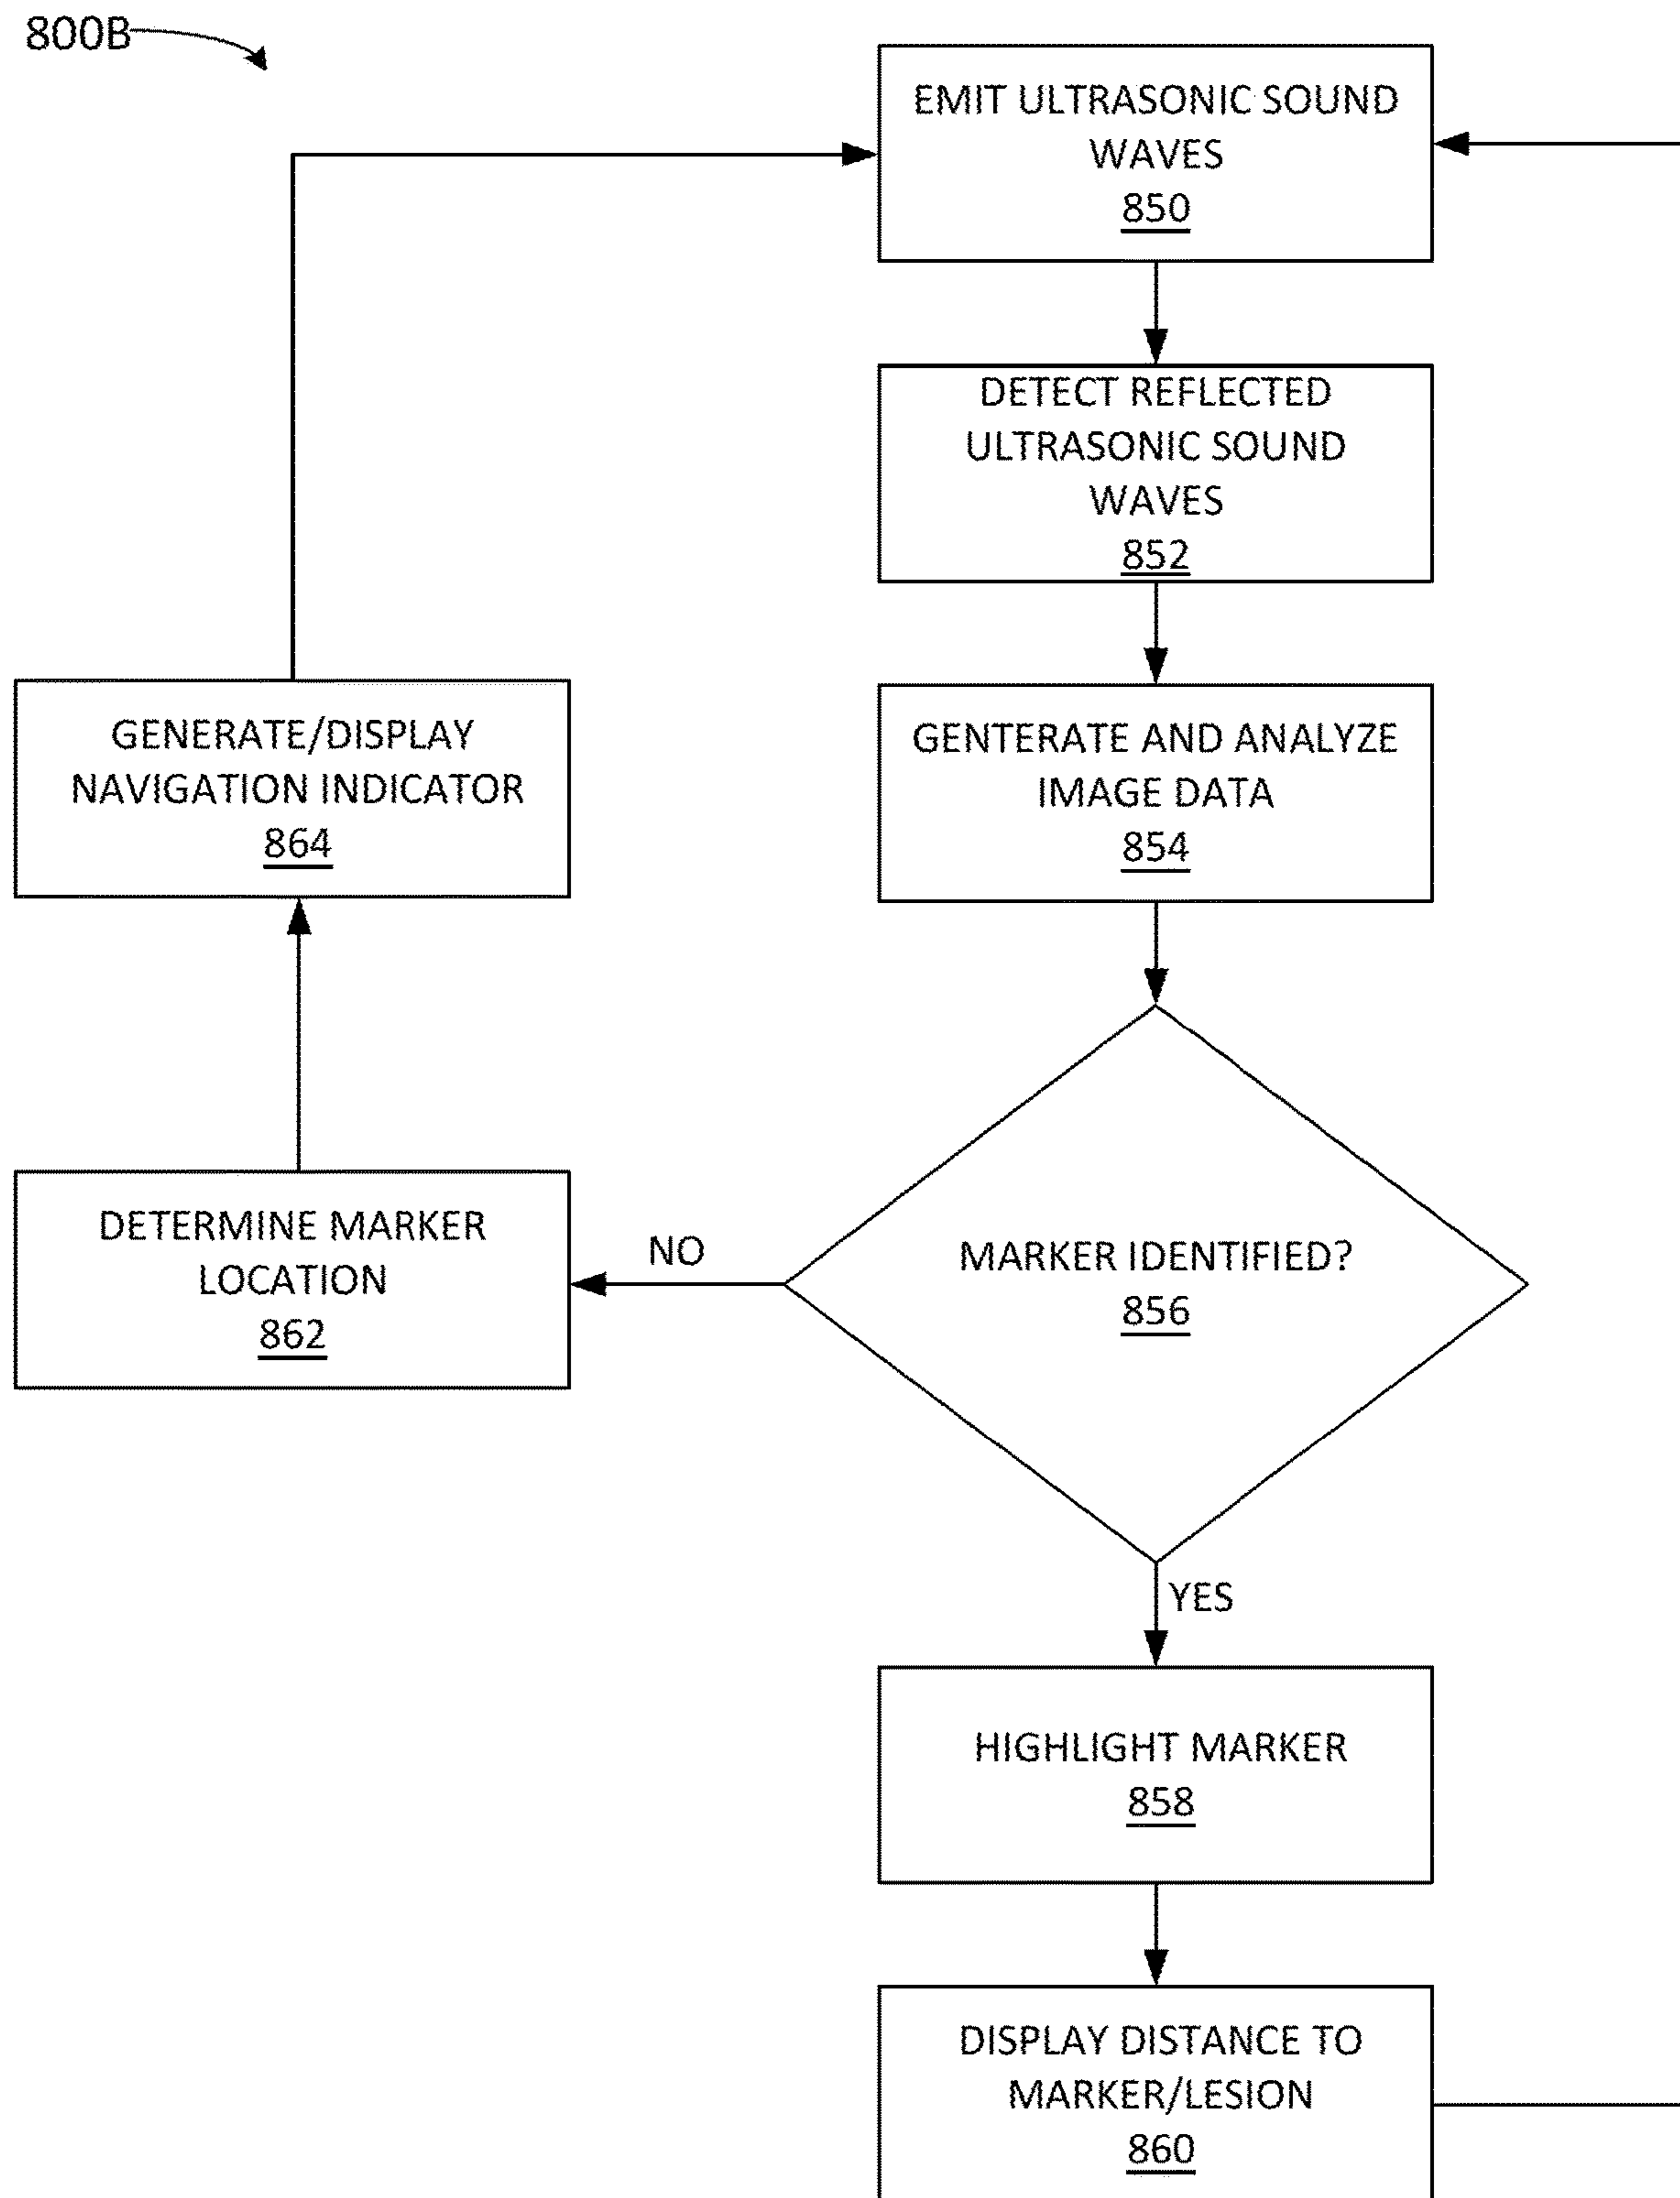 800B
EMIT ULTRASONIC SOUND
WAVES
850
DETECT REFLECTED
ULTRASONIC SOUND
WAVES
852
GENTERATE AND ANALYZE
IMAGE DATA
854
GENERATE/DISPLAY
NAVIGATION INDICATOR
864
MARKER IDENTIFIED?
856
NO
DETERMINE MARKER
LOCATION
862
YES
HIGHLIGHT MARKER
858
DISPLAY DISTANCE TO
MARKER/LESION
860